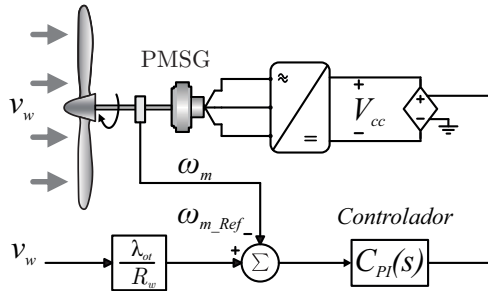 PMSG
v_w
≈
=
+
V_cc
−
+
−
ω_m
ω_m_Ref
−
+
Σ
v_w
λ_ot
R_w
Controlador
C_PI(s)